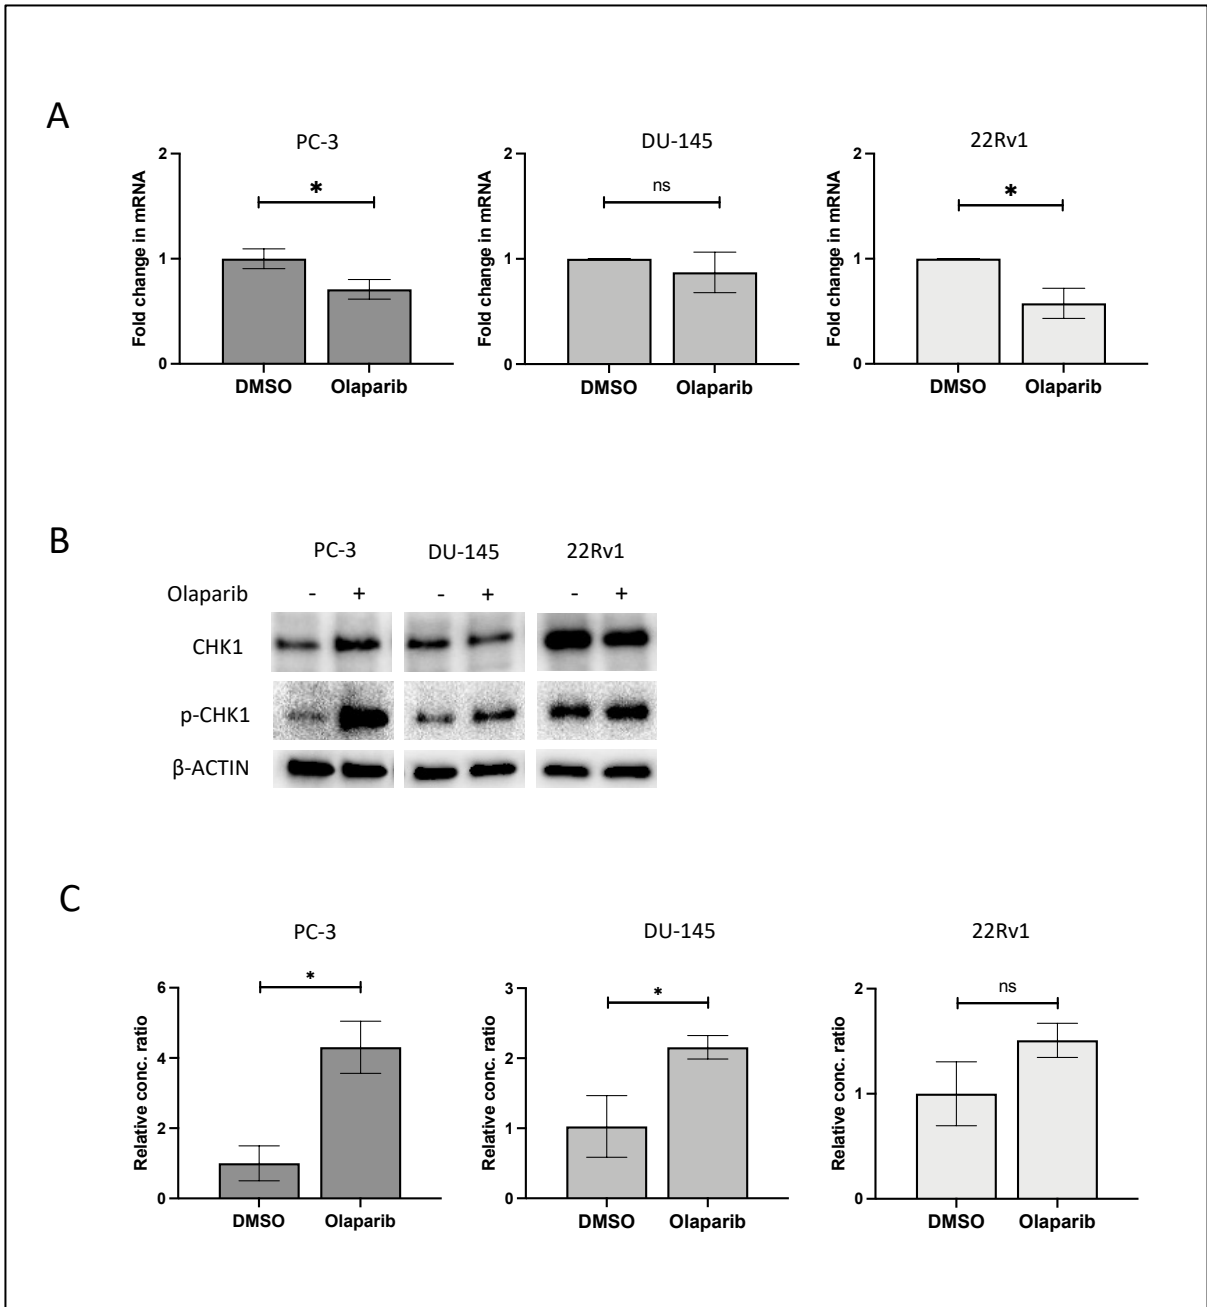 A
PC-3 DU-145 22Rv1
Fold change in mRNA
2
1
0
*
DMSO Olaparib
Fold change in mRNA
2
1
0
ns
DMSO Olaparib
Fold change in mRNA
2
1
0
*
DMSO Olaparib
B
PC-3 DU-145 22Rv1
Olaparib - + - + - +
CHK1
p-CHK1
β-ACTIN
C
PC-3 DU-145 22Rv1
Relative conc. ratio
6
4
2
0
*
DMSO Olaparib
Relative conc. ratio
3
2
1
0
*
DMSO Olaparib
Relative conc. ratio
2
1
0
ns
DMSO Olaparib